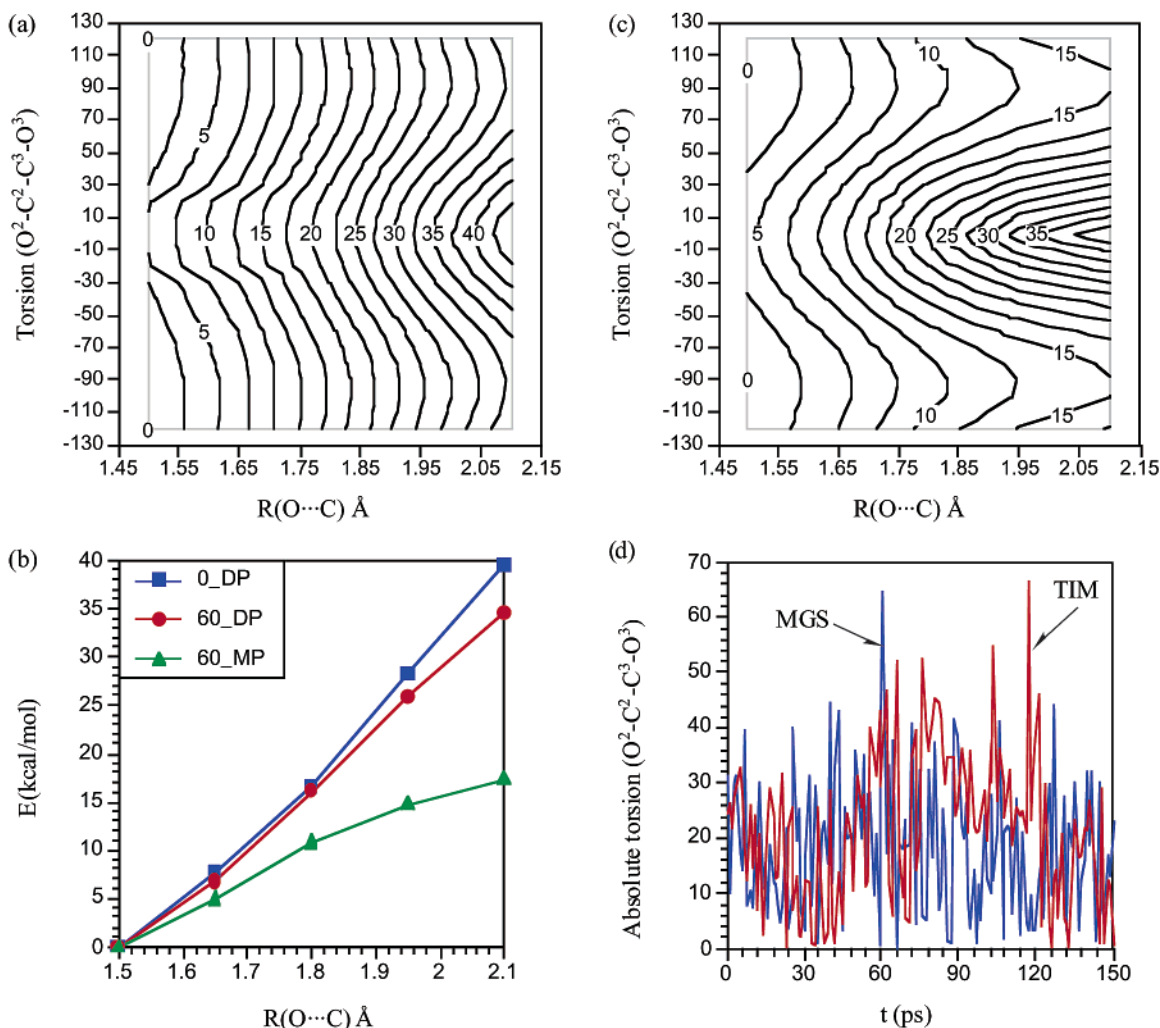 (a)
Torsion (O²-C²-C³-O³)
130
110
90
70
50
30
10
-10
-30
-50
-70
-90
-110
-130
0
5
10 15 20 25 30 35 40
5
0
1.45 1.55 1.65 1.75 1.85 1.95 2.05 2.15
R(O···C) Å
(c)
Torsion (O²-C²-C³-O³)
130
110
90
70
50
30
10
-10
-30
-50
-70
-90
-110
-130
10 15
0
15
5 20 25 30 35
15
0
10 15
1.45 1.55 1.65 1.75 1.85 1.95 2.05 2.15
R(O···C) Å
(b)
E(kcal/mol)
40
35
30
25
20
15
10
5
0
0_DP
60_DP
60_MP
1.5 1.6 1.7 1.8 1.9 2 2.1
R(O···C) Å
(d)
Absolute torsion (O²-C²-C³-O³)
70
60
50
40
30
20
10
0
MGS
TIM
0 30 60 90 120 150
t (ps)